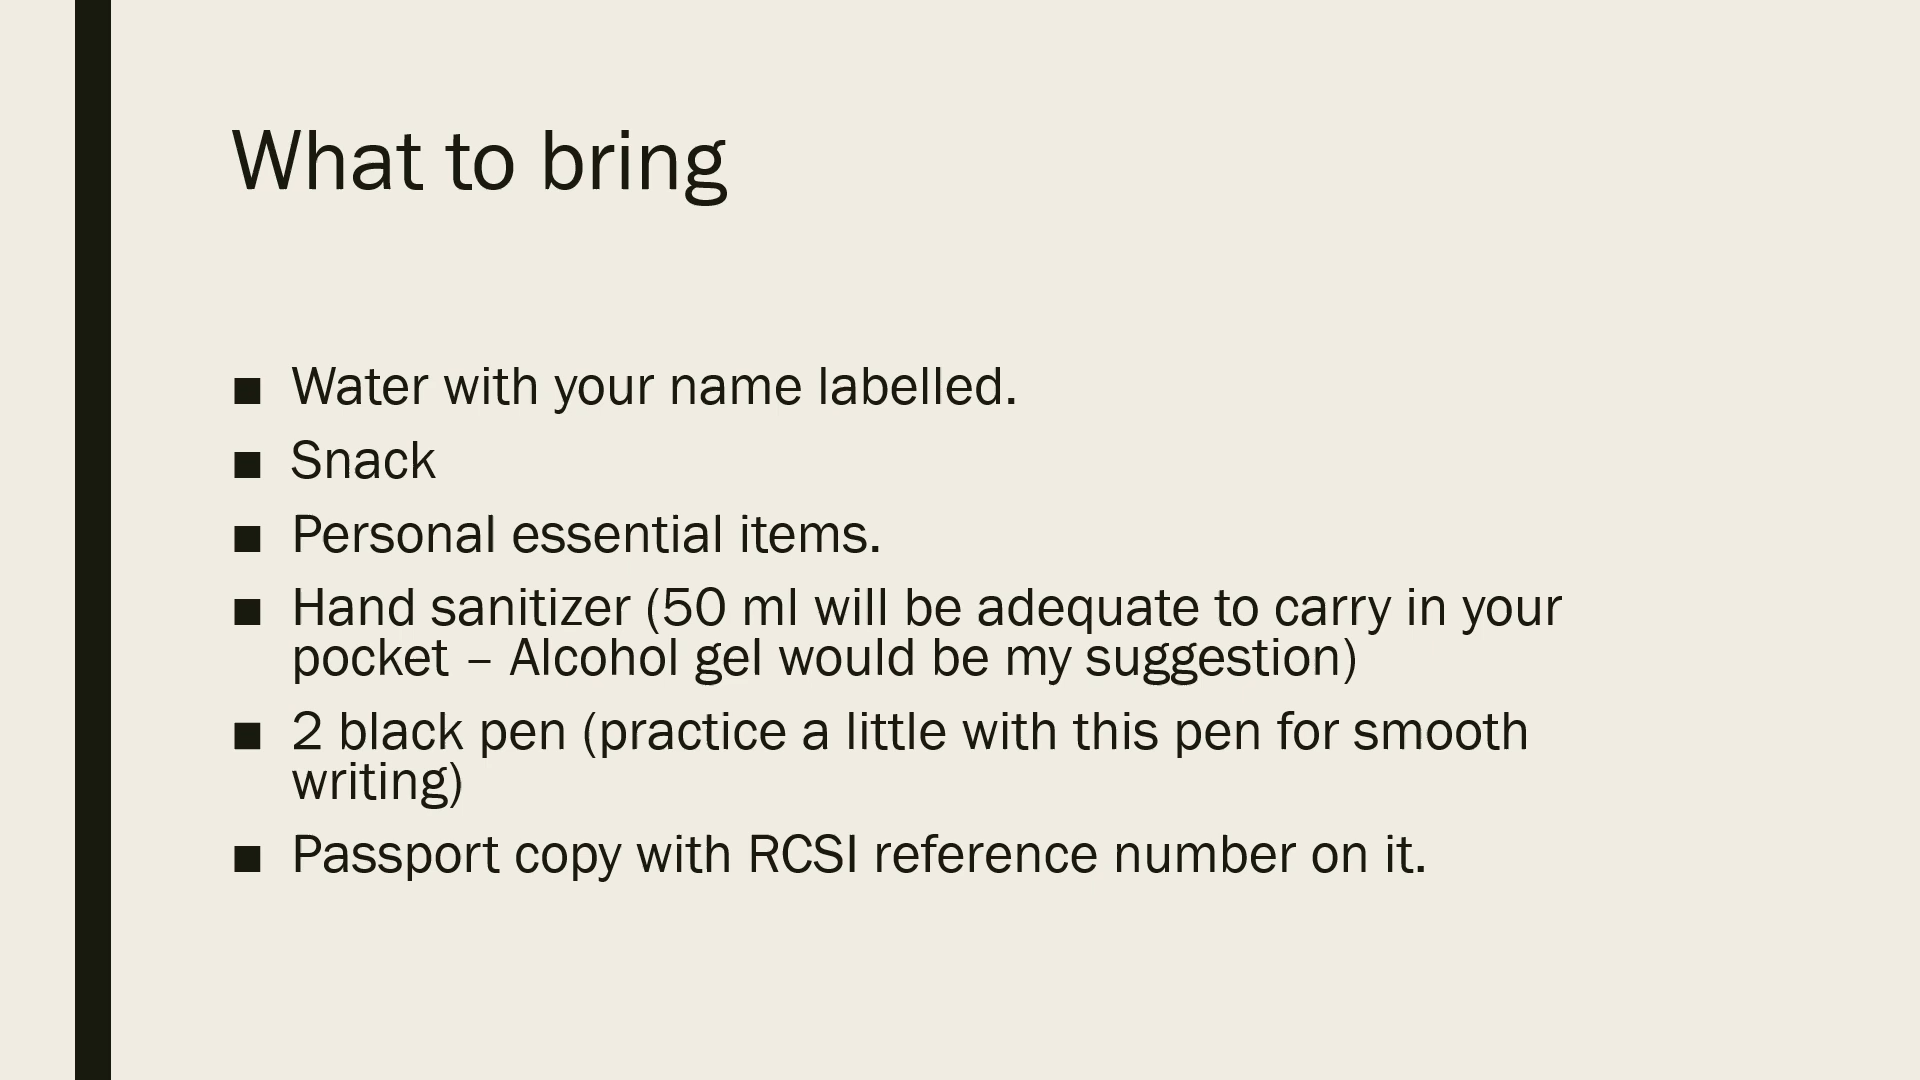 What to bring
■ Water with your name labelled.
■ Snack
■ Personal essential items.
■ Hand sanitizer (50 ml will be adequate to carry in your
pocket – Alcohol gel would be my suggestion)
■ 2 black pen (practice a little with this pen for smooth
writing)
■ Passport copy with RCSI reference number on it.